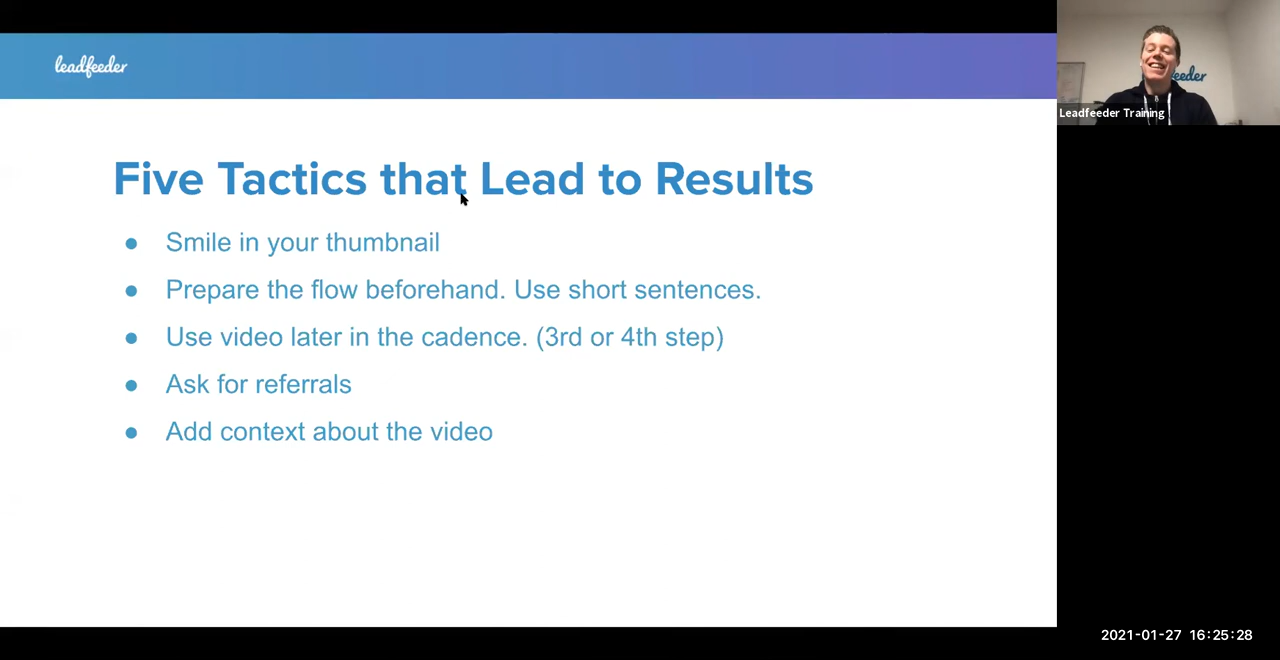 leadfeeder
eeder
Leadfeeder Training
Five Tactics that Lead to Results
● Smile in your thumbnail
● Prepare the flow beforehand. Use short sentences.
● Use video later in the cadence. (3rd or 4th step)
● Ask for referrals
● Add context about the video
2021-01-27 16:25:28